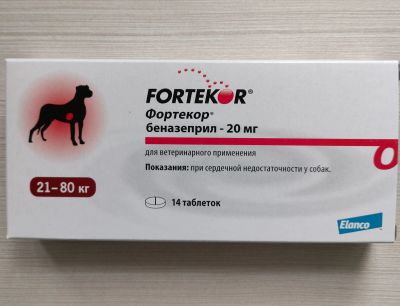 FORTEKOR®
Фортекор®
беназеприл - 20 мг
для ветеринарного применения
Показания: при сердечной недостаточности у собак.
21–80 кг
14 таблеток
Elanco